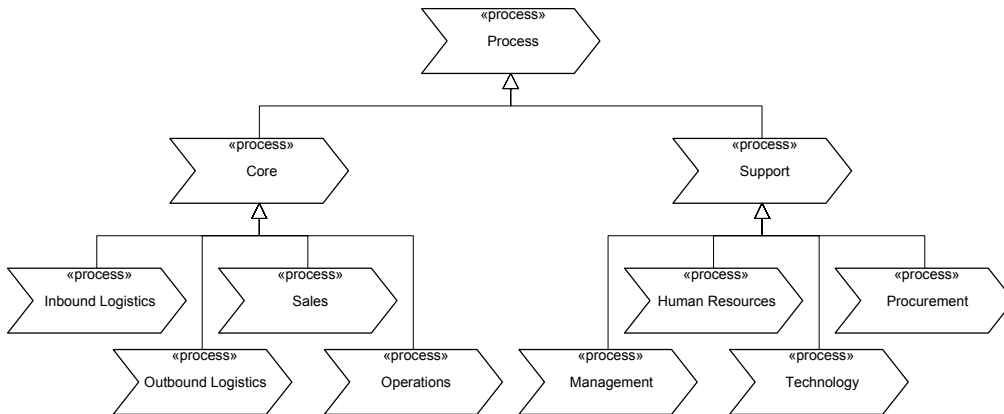 «process»
Process
«process»
Core
«process»
Support
«process»
Inbound Logistics
«process»
Sales
«process»
Human Resources
«process»
Procurement
«process»
Outbound Logistics
«process»
Operations
«process»
Management
«process»
Technology